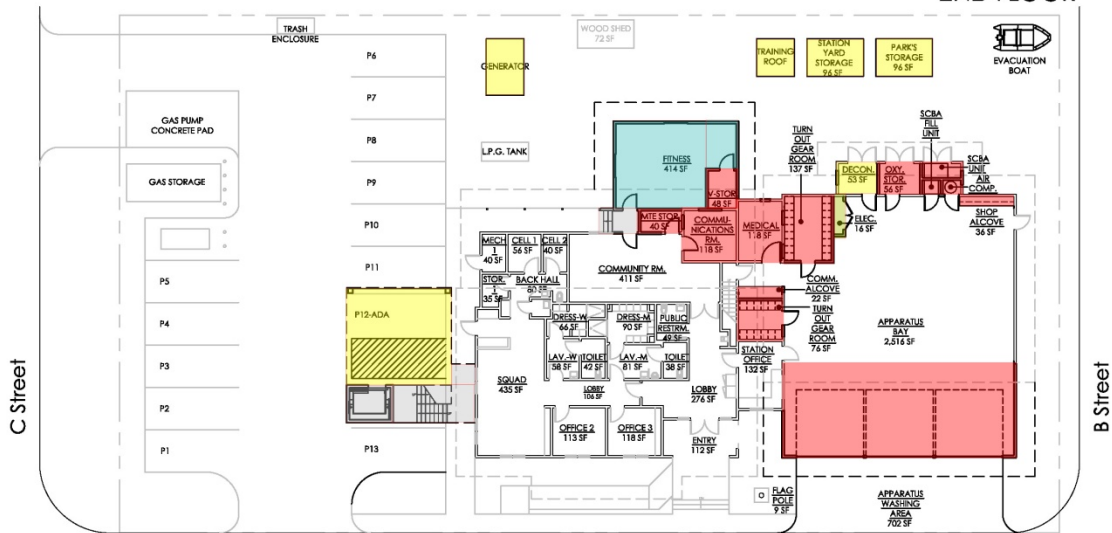 TRASH
ENCLOSURE
WOOD SHED
72 SF
GENERATOR
TRAINING
ROOF
STATION
YARD
STORAGE
96 SF
PARK'S
STORAGE
96 SF
EVACUATION
BOAT
P6
P7
P8
P9
P10
P11
P12-ADA
P13
GAS PUMP
CONCRETE PAD
GAS STORAGE
P5
P4
P3
P2
P1
L.P.G. TANK
FITNESS
414 SF
V-STOR
48 SF
MTE STOR
40 SF
COMMU-
NICATIONS
RM.
118 SF
MEDICAL
118 SF
TURN
OUT
GEAR
ROOM
137 SF
SCBA
FILL
UNIT
SCBA
UNIT
AIR
COMP.
DECON.
53 SF
OXY.
STOR.
56 SF
ELEC.
16 SF
SHOP
ALCOVE
36 SF
MECH
1
40 SF
CELL 1
56 SF
CELL 2
40 SF
STOR.
1
35 SF
BACK HALL
80 SF
COMMUNITY RM.
411 SF
COMM.
ALCOVE
22 SF
TURN
OUT
GEAR
ROOM
76 SF
APPARATUS
BAY
2,516 SF
DRESS-W
66 SF
DRESS-M
90 SF
PUBLIC
RESTRM.
49 SF
LAV.-W
58 SF
TOILET
42 SF
LAV.-M
81 SF
TOILET
38 SF
STATION
OFFICE
132 SF
SQUAD
435 SF
LOBBY
106 SF
LOBBY
276 SF
OFFICE 2
113 SF
OFFICE 3
118 SF
ENTRY
112 SF
FLAG
POLE
9 SF
APPARATUS
WASHING
AREA
702 SF
C Street
B Street